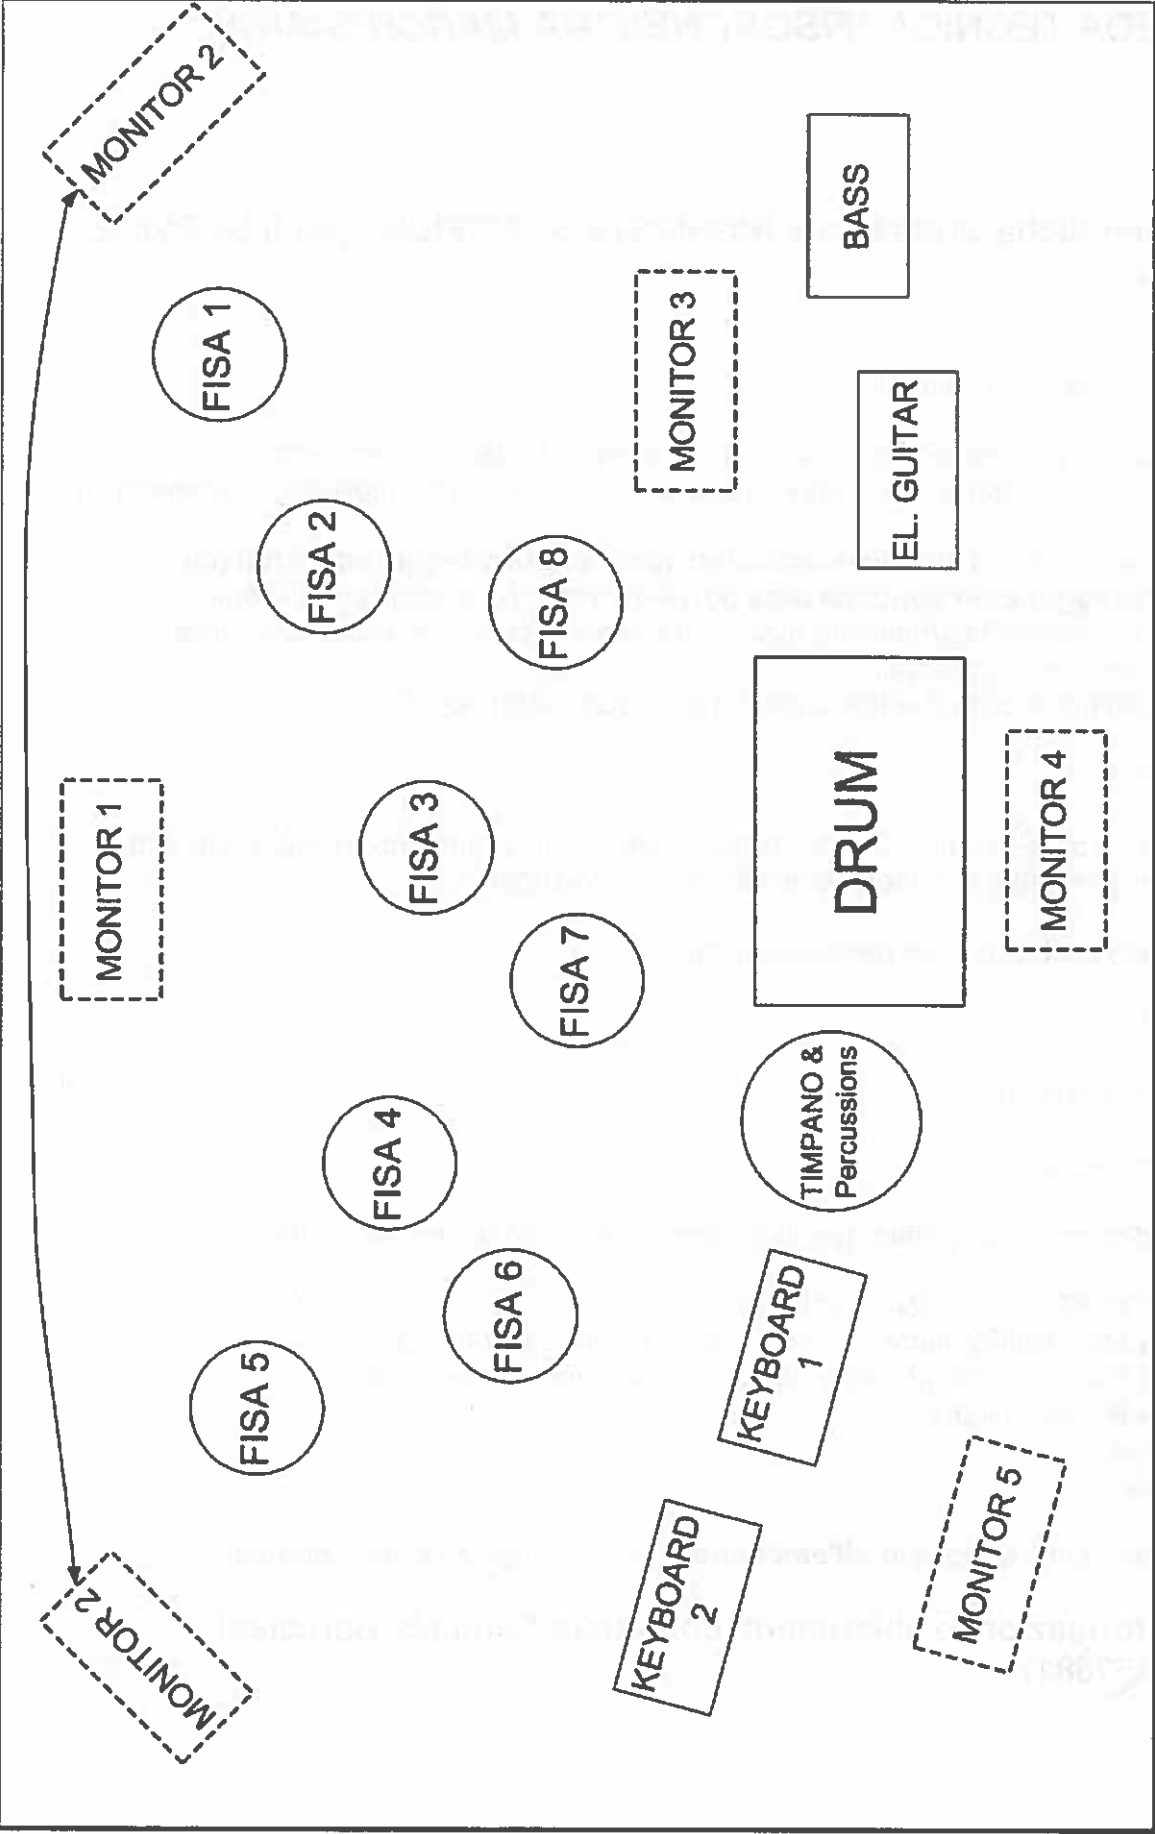 MONITOR 2
MONITOR 1
MONITOR 2
FISA 1
FISA 2
FISA 3
FISA 4
FISA 5
FISA 6
FISA 7
FISA 8
MONITOR 3
BASS
EL. GUITAR
DRUM
MONITOR 4
TIMPANO &
Percussions
KEYBOARD
1
KEYBOARD
2
MONITOR 5